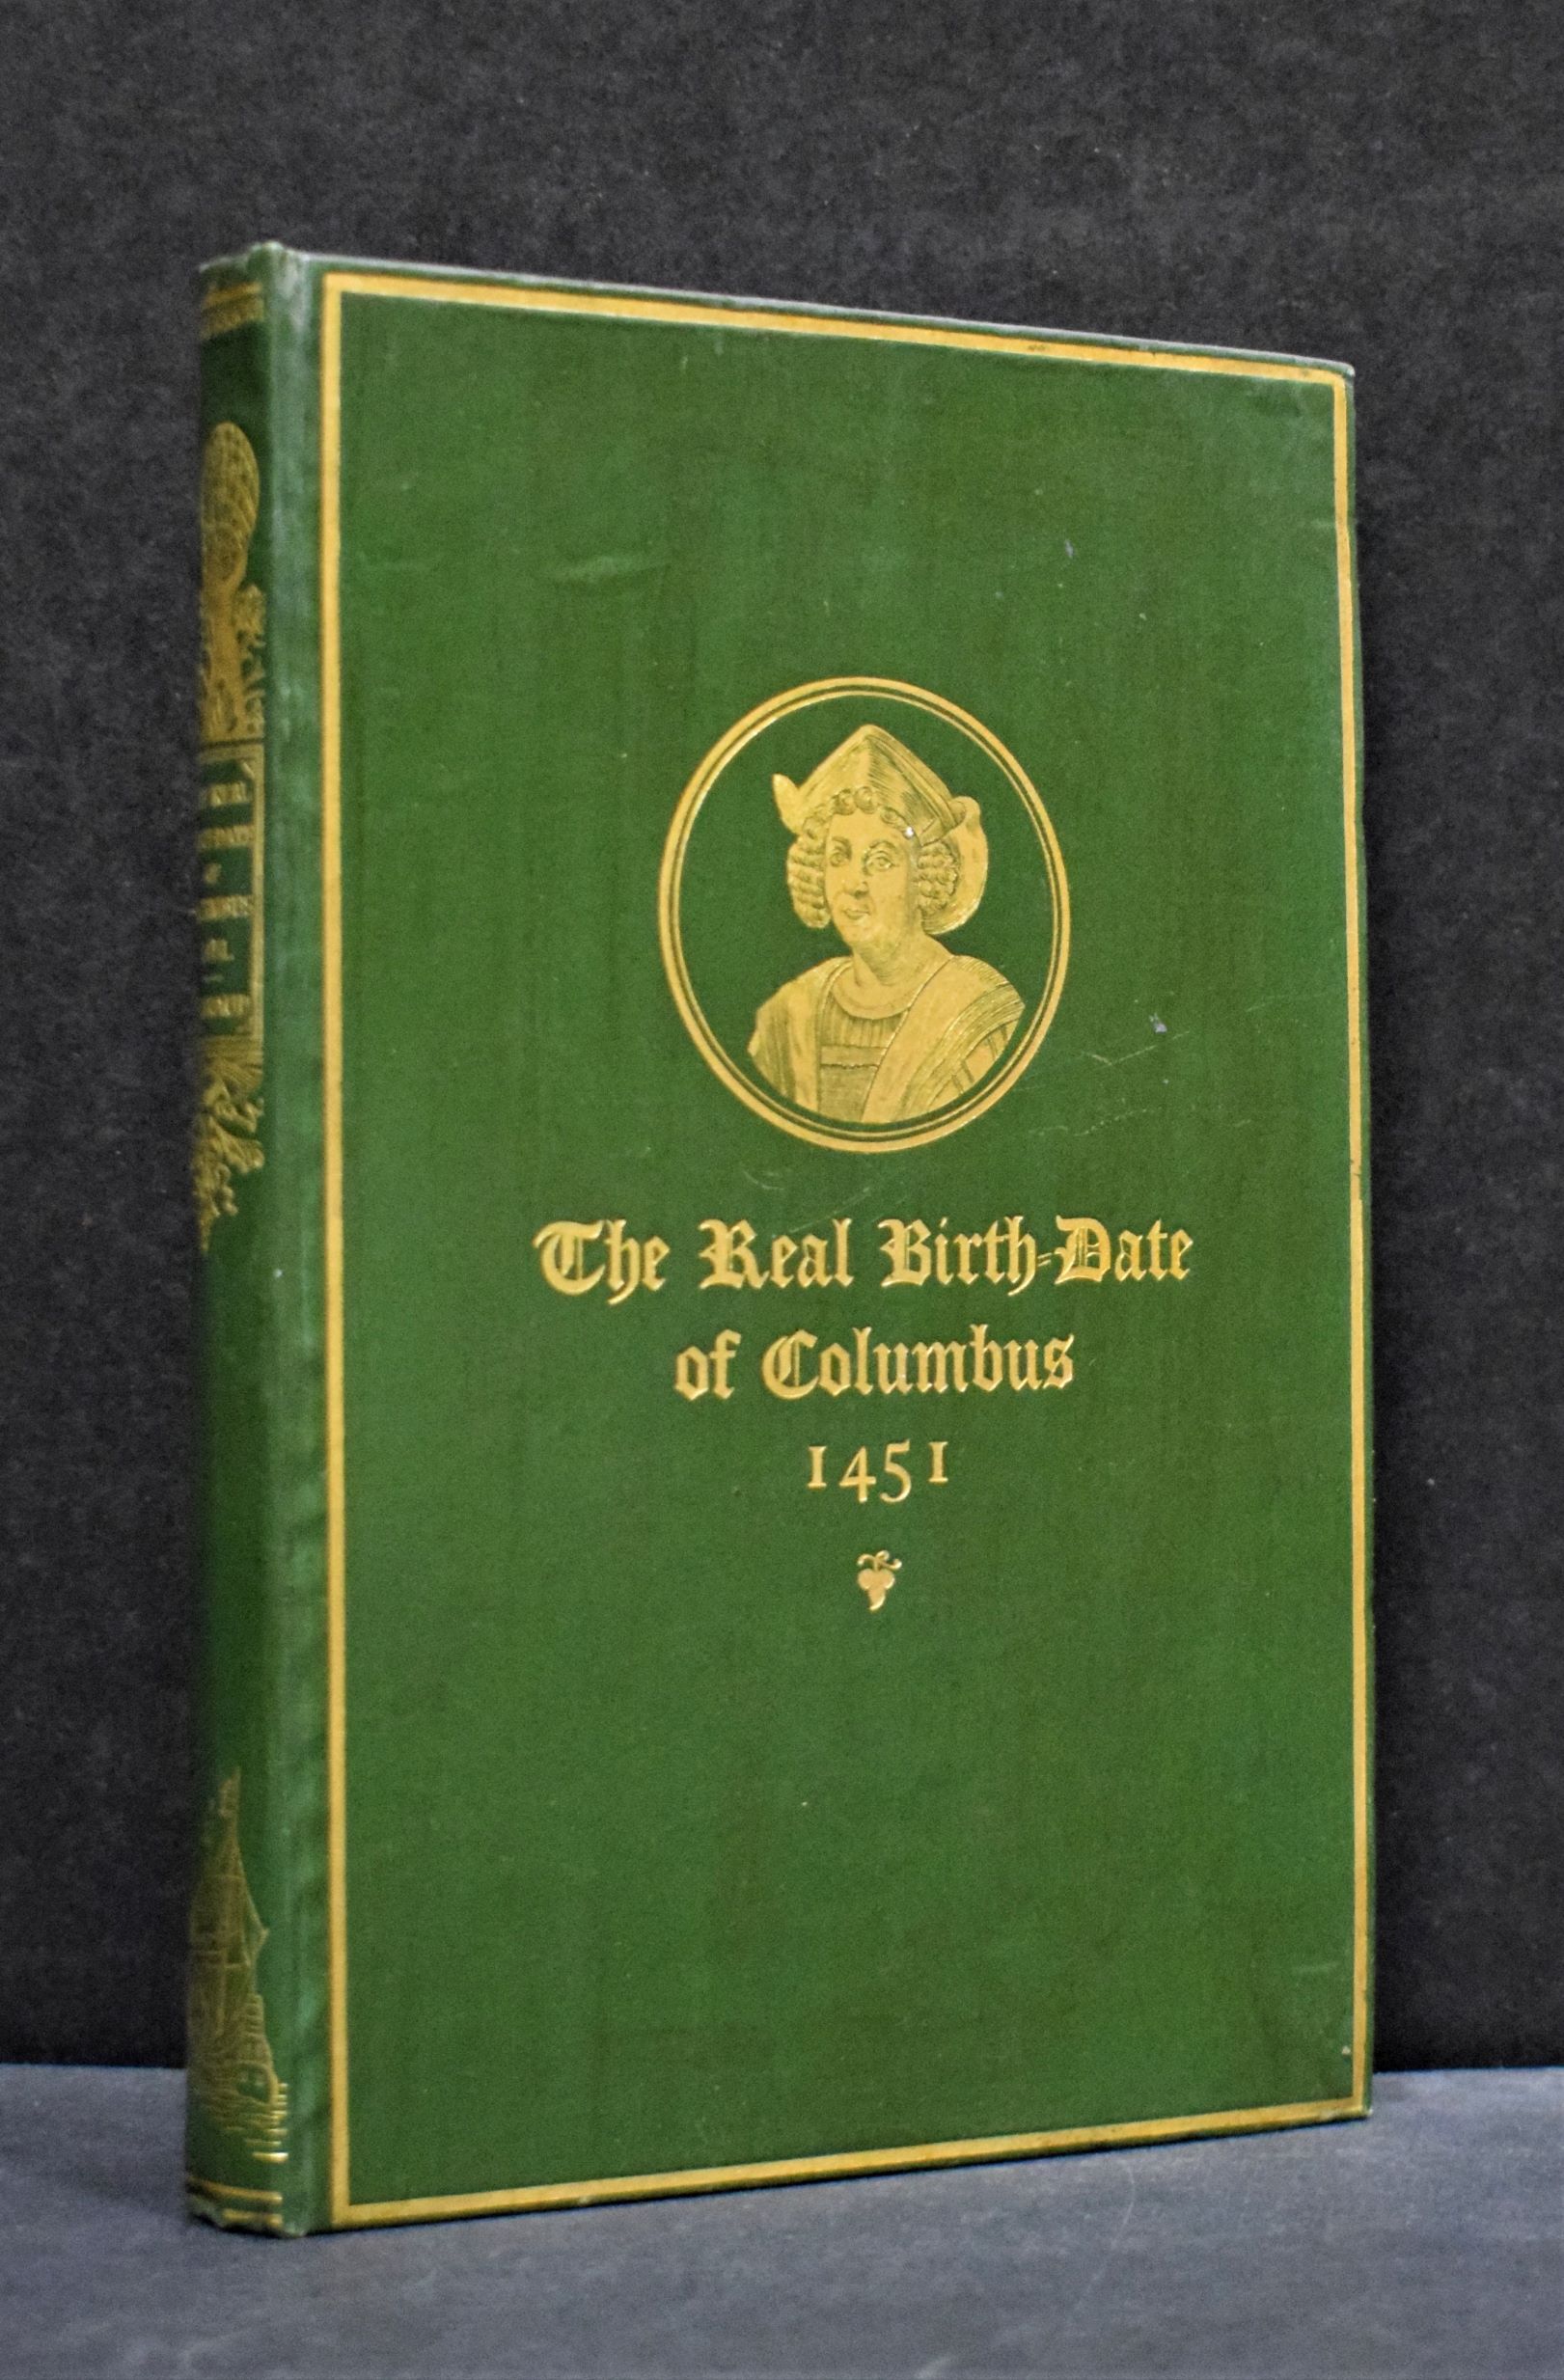 The Real Birth-Date
of Columbus
1451